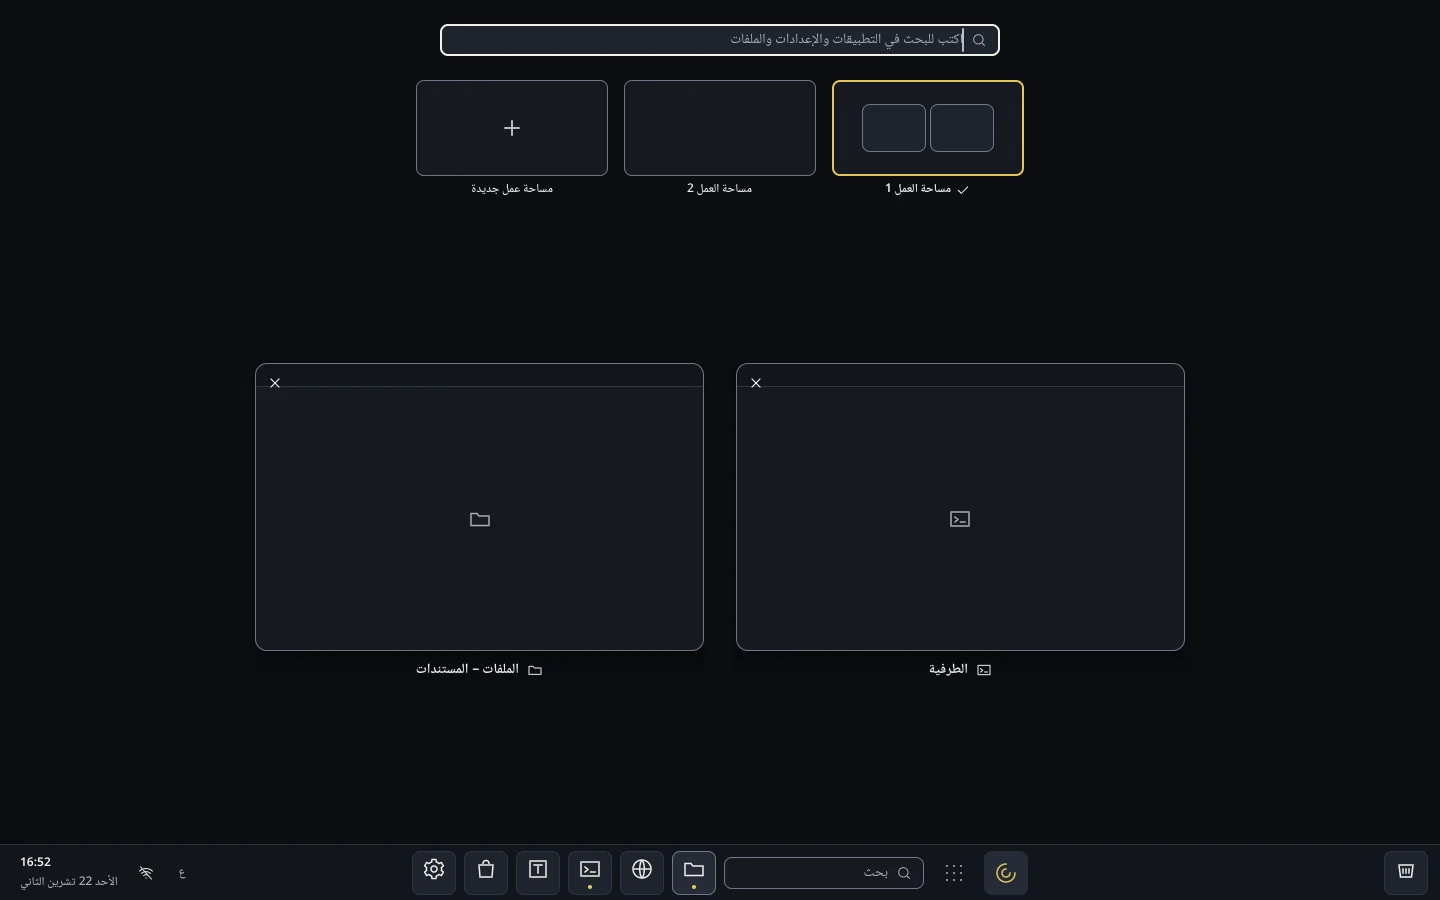 اكتب للبحث في التطبيقات والإعدادات والملفات
مساحة العمل 1
مساحة العمل 2
مساحة عمل جديدة
الطرفية
الملفات – المستندات
بحث
ع
16:52
الأحد 22 تشرين الثاني